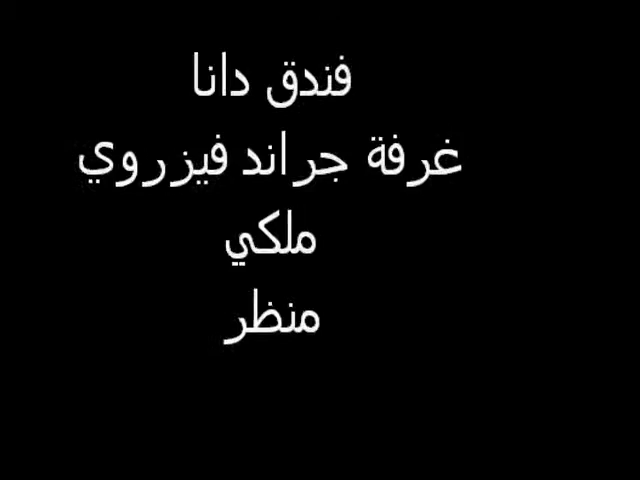 فندق دانا
غرفة جراند فيزروي
ملكي
منظر